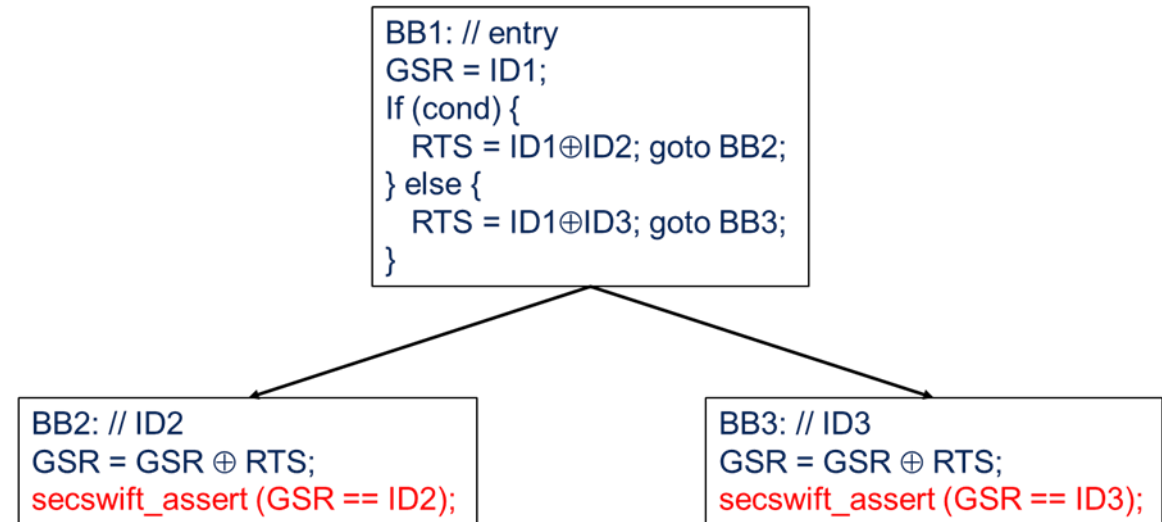 BB1: // entry
GSR = ID1;
If (cond) {
RTS = ID1⊕ID2; goto BB2;
} else {
RTS = ID1⊕ID3; goto BB3;
}
BB2: // ID2
GSR = GSR ⊕ RTS;
secswift_assert (GSR == ID2);
BB3: // ID3
GSR = GSR ⊕ RTS;
secswift_assert (GSR == ID3);